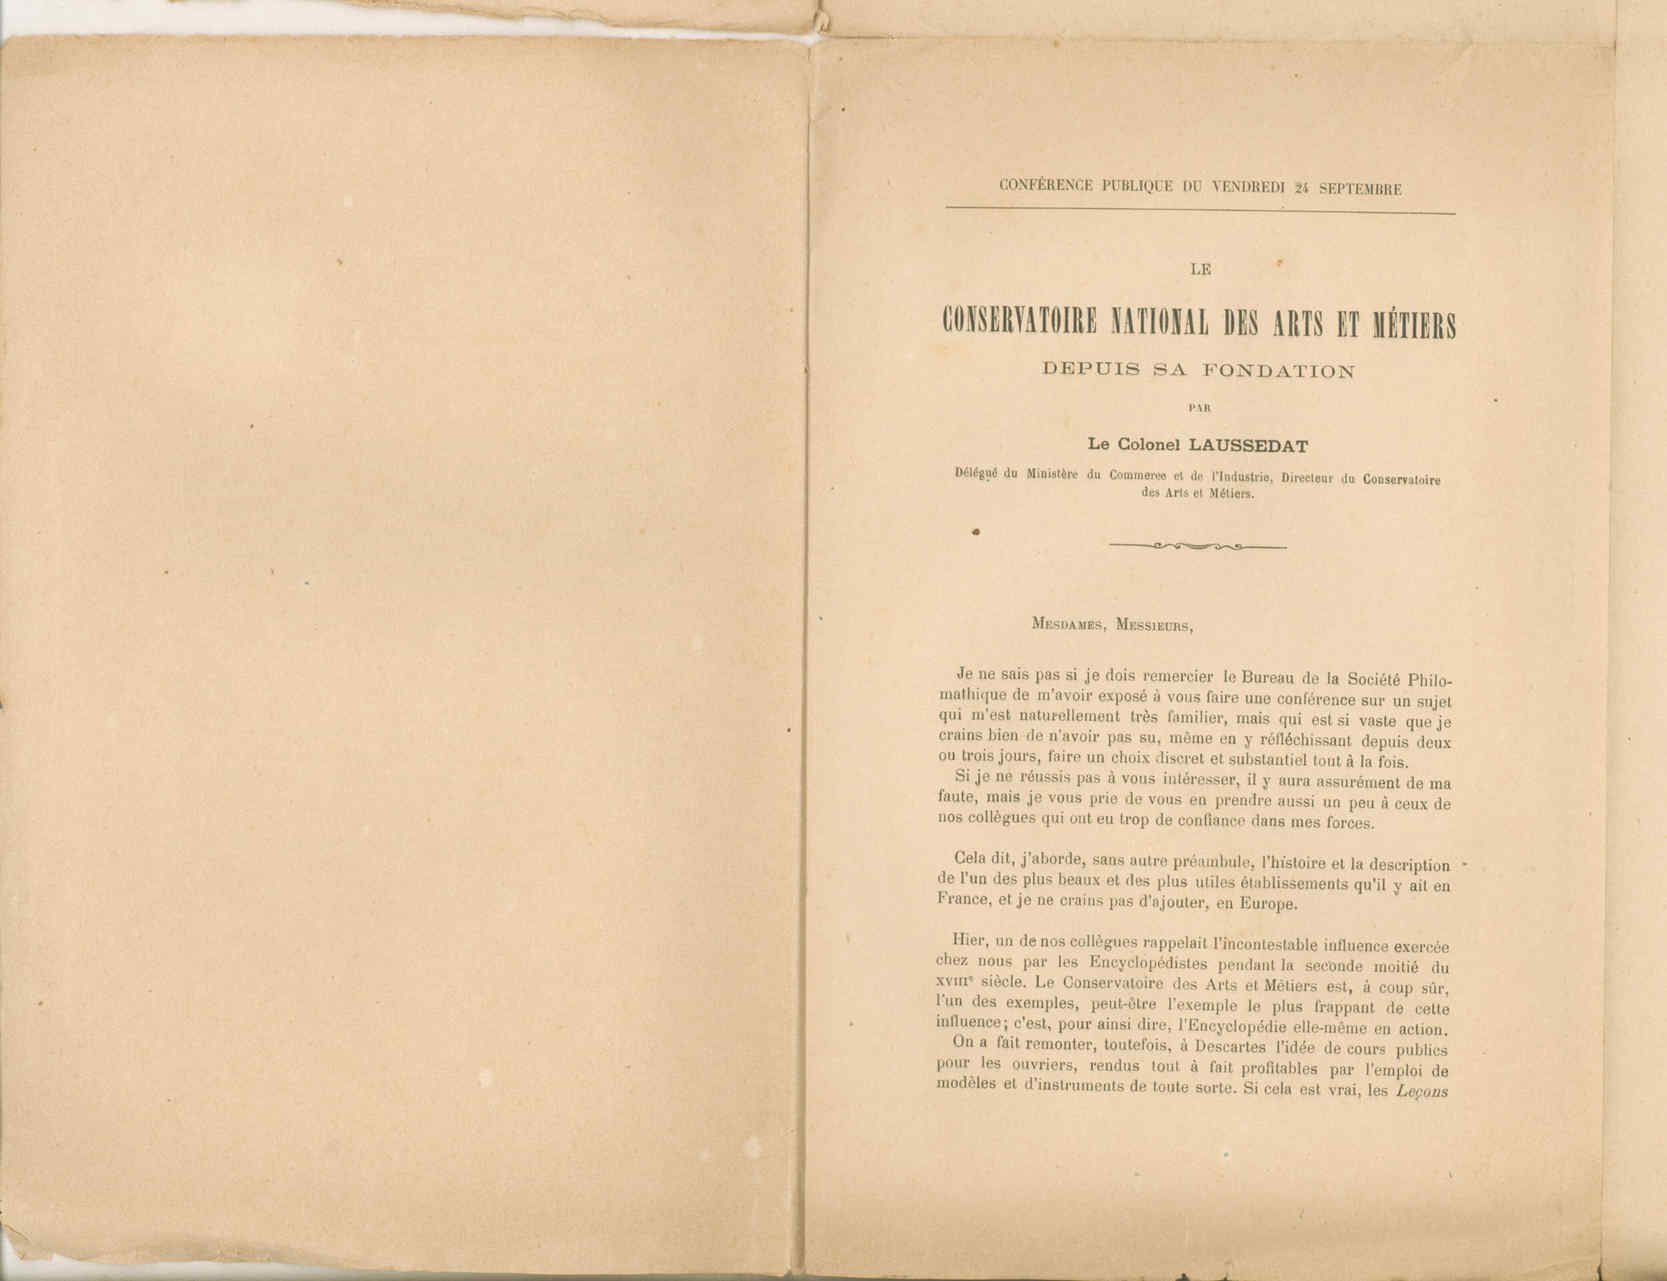 CONFÉRENCE PUBLIQUE DU VENDREDI 24 SEPTEMBRE
LE
CONSERVATOIRE NATIONAL DES ARTS ET MÉTIERS
DEPUIS SA FONDATION
PAR
Le Colonel LAUSSEDAT
Délégué du Ministère du Commerce et de l'Industrie, Directeur du Conservatoire
des Arts et Métiers.
MESDAMES, MESSIEURS,
Je ne sais pas si je dois remercier le Bureau de la Société Philo-
mathique de m'avoir exposé à vous faire une conférence sur un sujet
qui m'est naturellement très familier, mais qui est si vaste que je
crains bien de n'avoir pas su, même en y réfléchissant depuis deux
ou trois jours, faire un choix discret et substantiel tout à la fois.
Si je ne réussis pas à vous intéresser, il y aura assurément de ma
faute, mais je vous prie de vous en prendre aussi un peu à ceux de
nos collègues qui ont eu trop de confiance dans mes forces.
Cela dit, j'aborde, sans autre préambule, l'histoire et la description
de l'un des plus beaux et des plus utiles établissements qu'il y ait en
France, et je ne crains pas d'ajouter, en Europe.
Hier, un de nos collègues rappelait l'incontestable influence exercée
chez nous par les Encyclopédistes pendant la seconde moitié du
XVIIIe siècle. Le Conservatoire des Arts et Métiers est, à coup sûr,
l'un des exemples, peut-être l'exemple le plus frappant de cette
influence; c'est, pour ainsi dire, l'Encyclopédie elle-même en action.
On a fait remonter, toutefois, à Descartes l'idée de cours publics
pour les ouvriers, rendus tout à fait profitables par l'emploi de
modèles et d'instruments de toute sorte. Si cela est vrai, les Leçons